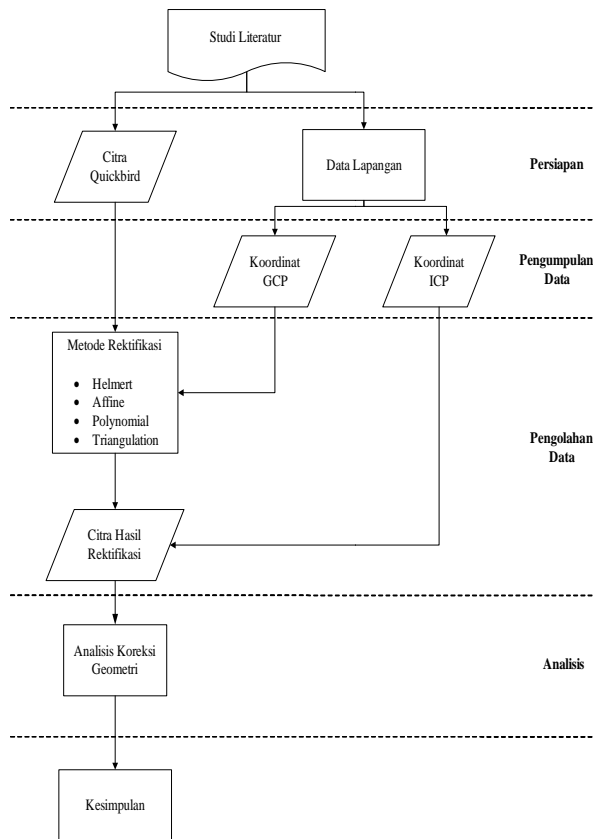 Studi Literatur
Citra
Quickbird
Data Lapangan
Persiapan
Koordinat
GCP
Koordinat
ICP
Pengumpulan
Data
Metode Rektifikasi
• Helmert
• Affine
• Polynomial
• Triangulation
Pengolahan
Data
Citra Hasil
Rektifikasi
Analisis Koreksi
Geometri
Analisis
Kesimpulan